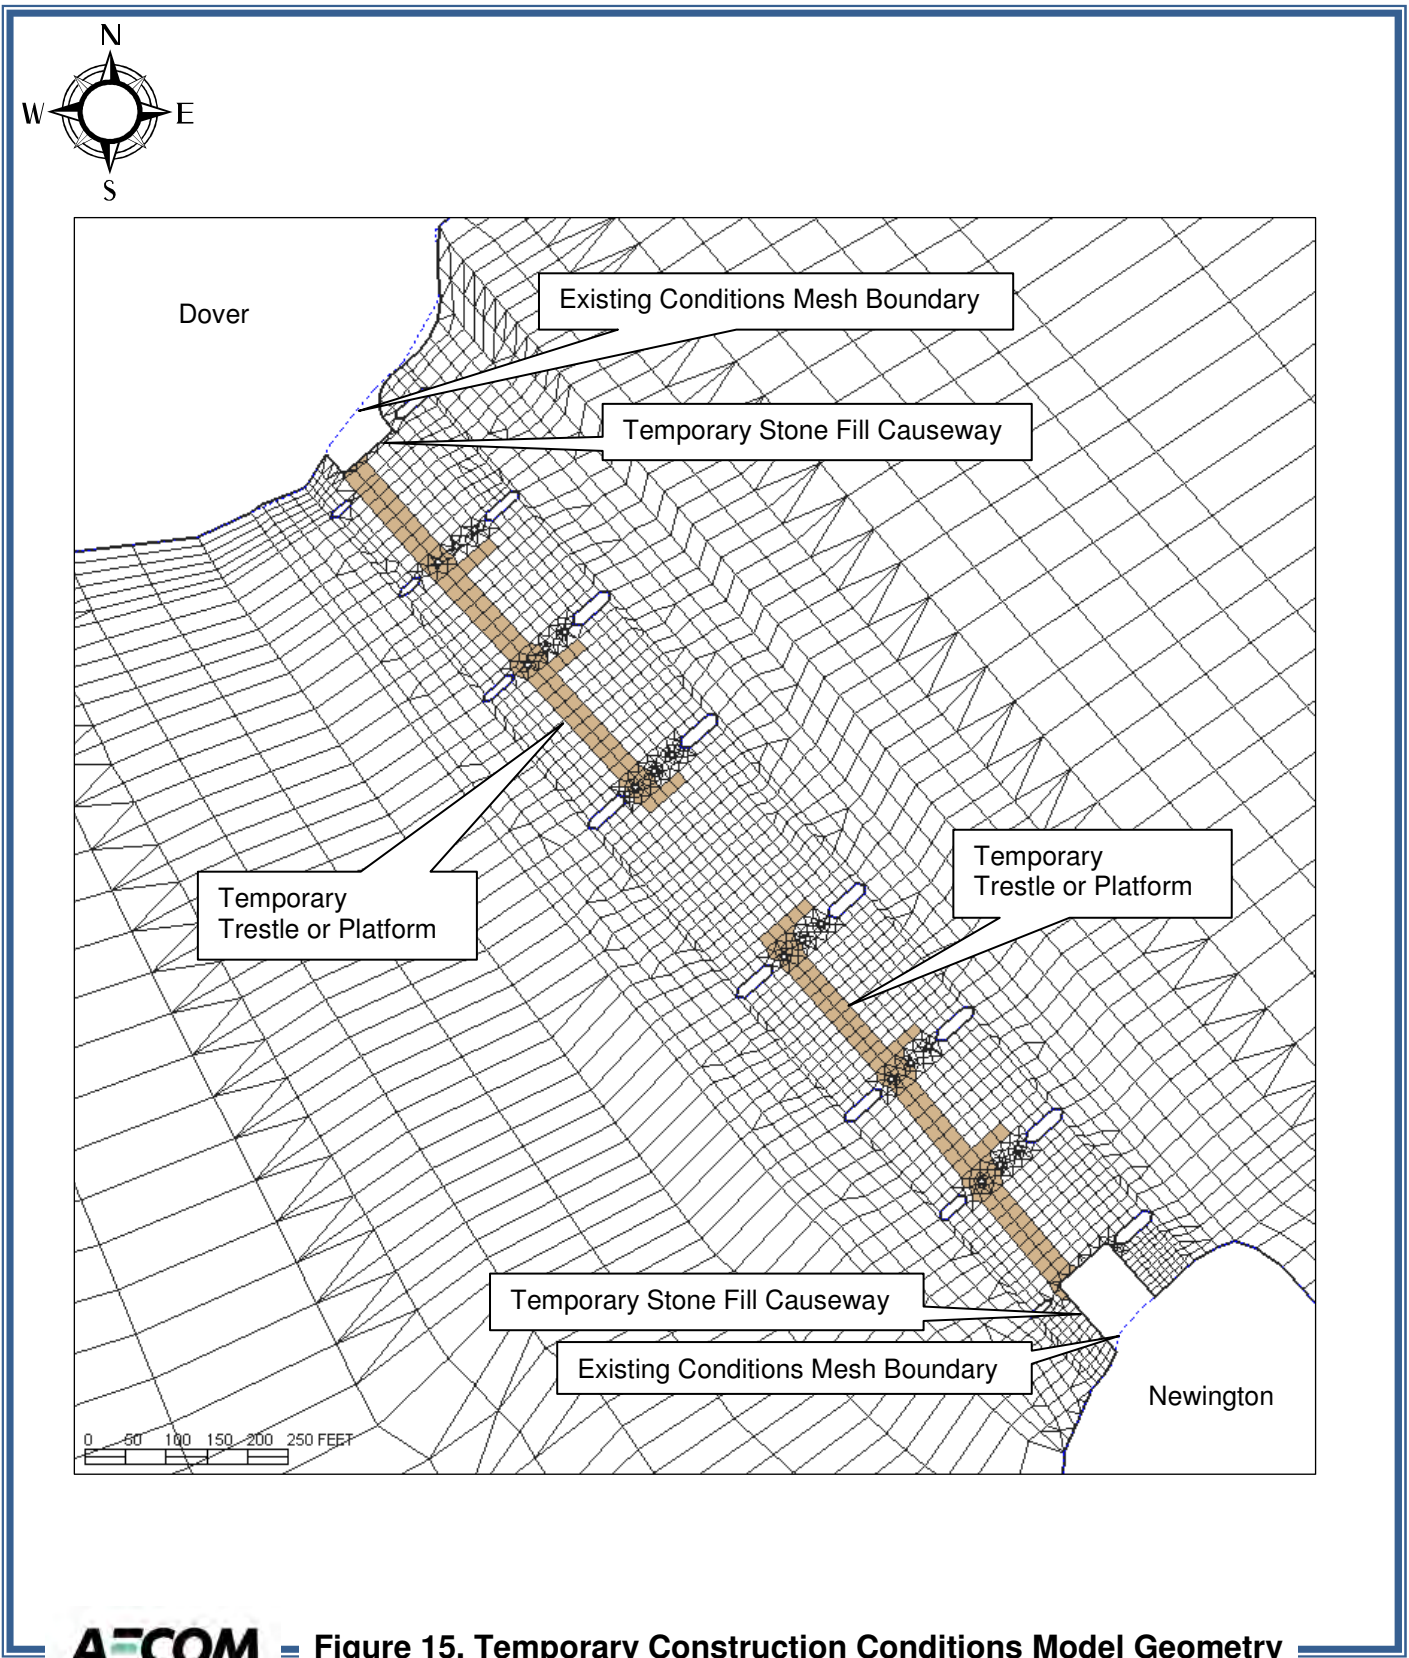 N
W E
S
Dover
Existing Conditions Mesh Boundary
Temporary Stone Fill Causeway
Temporary
Trestle or Platform
Temporary
Trestle or Platform
Temporary Stone Fill Causeway
Existing Conditions Mesh Boundary
Newington
0 50 100 150 200 250 FEET
AECOM
Figure 15. Temporary Construction Conditions Model Geometry